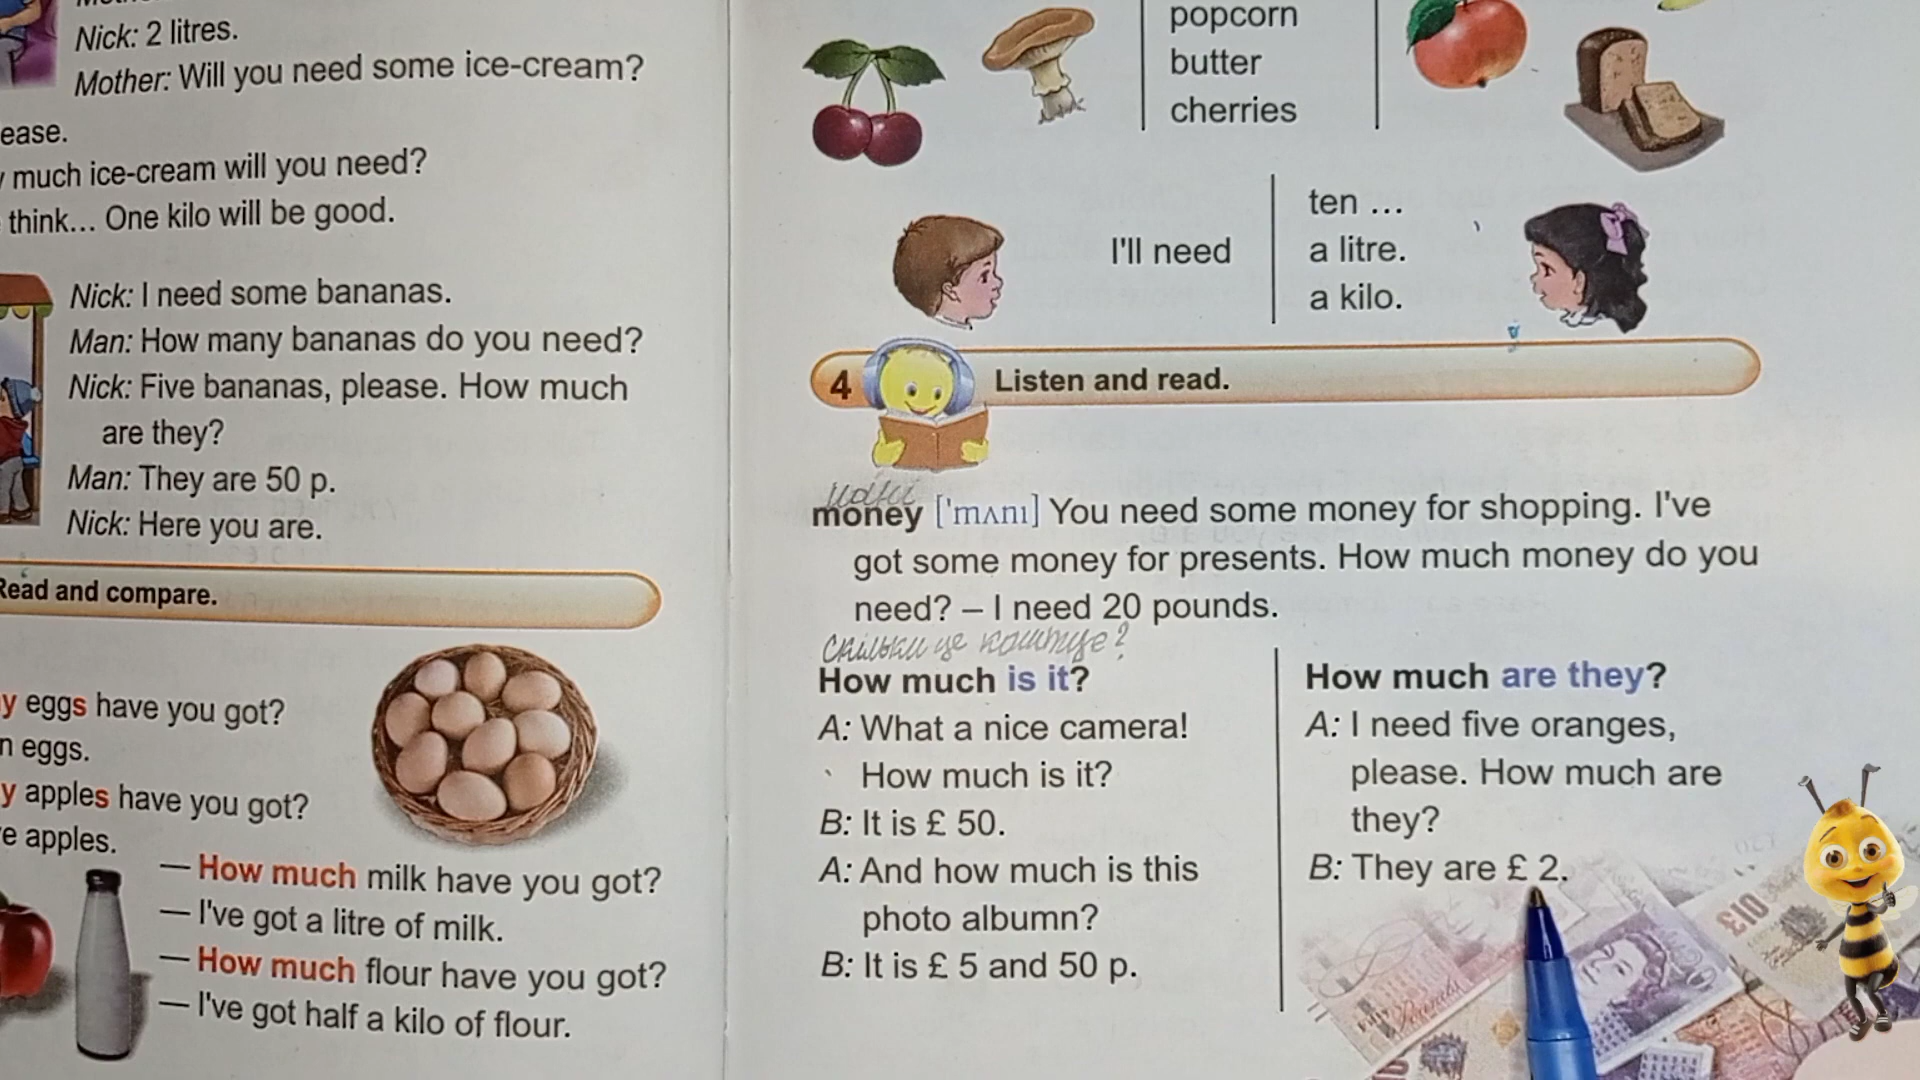 Nick: 2 litres.
Mother: Will you need some ice-cream?
ease.
much ice-cream will you need?
think... One kilo will be good.
Nick: I need some bananas.
Man: How many bananas do you need?
Nick: Five bananas, please. How much
are they?
Man: They are 50 p.
Nick: Here you are.
Read and compare.
y eggs have you got?
n eggs.
y apples have you got?
e apples.
— How much milk have you got?
— I've got a litre of milk.
— How much flour have you got?
— I've got half a kilo of flour.
popcorn
butter
cherries
I'll need
ten ...
a litre.
a kilo.
4 Listen and read.
money ['mʌnı] You need some money for shopping. I've
got some money for presents. How much money do you
need? – I need 20 pounds.
Скільки це коштує?
How much is it?
A: What a nice camera!
How much is it?
B: It is £ 50.
A: And how much is this
photo albumn?
B: It is £ 5 and 50 p.
How much are they?
A: I need five oranges,
please. How much are
they?
B: They are £ 2.
£10